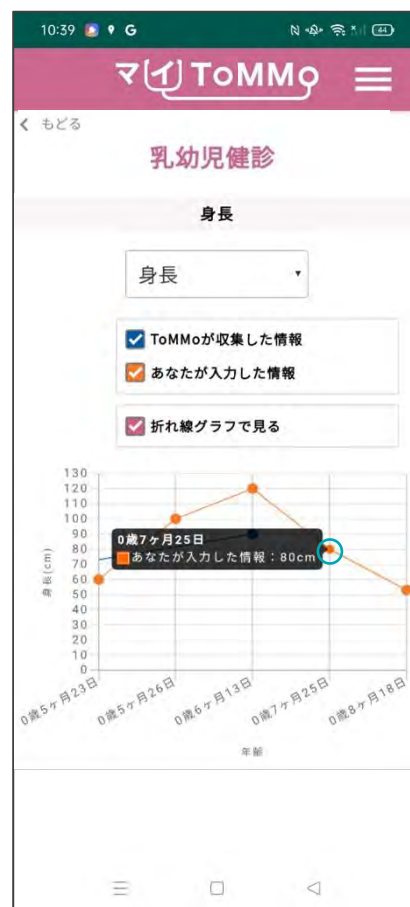 10:39 G 44
マイ ToMMo
もどる
乳幼児健診
身長
身長
ToMMoが収集した情報
あなたが入力した情報
折れ線グラフで見る
130
120
110
100
90
80
70
60
50
40
30
20
10
0
身長(cm)
0歳7ヶ月25日
あなたが入力した情報：80cm
0歳5ヶ月23日
0歳5ヶ月26日
0歳6ヶ月13日
0歳7ヶ月25日
0歳8ヶ月18日
年齢